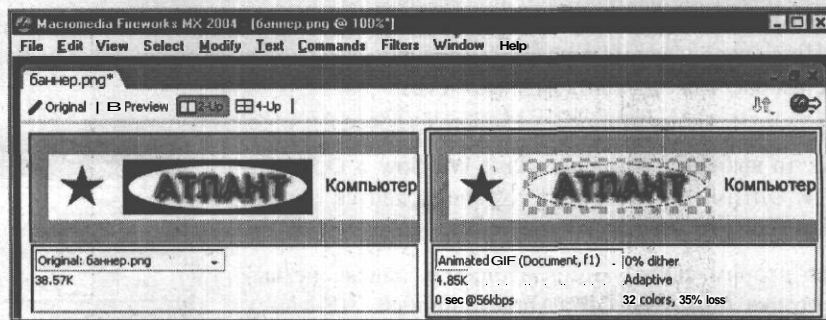 Macromedia Fireworks MX 2004 - [баннер.png @ 100%*]
File Edit View Select Modify Text Commands Filters Window Help
баннер.png*
Original | Preview 2-Up 4-Up
АТЛАНТ Компьютер
АТЛАНТ Компьютер
Original: баннер.png
38.57K
Animated GIF (Document, f1) 0% dither
4.85K Adaptive
0 sec @56kbps 32 colors, 35% loss